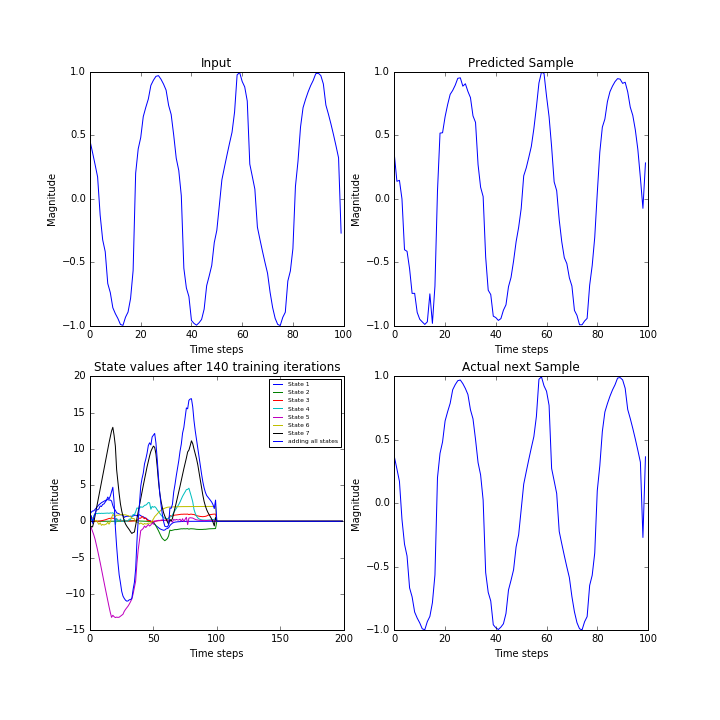 Input
1.0
0.5
0.0
−0.5
−1.0
Magnitude
0 20 40 60 80 100
Time steps
Predicted Sample
1.0
0.5
0.0
−0.5
−1.0
Magnitude
0 20 40 60 80 100
Time steps
State values after 140 training iterations
20
15
10
5
0
−5
−10
−15
Magnitude
State 1
State 2
State 3
State 4
State 5
State 6
State 7
adding all states
0 50 100 150 200
Time steps
Actual next Sample
1.0
0.5
0.0
−0.5
−1.0
Magnitude
0 20 40 60 80 100
Time steps